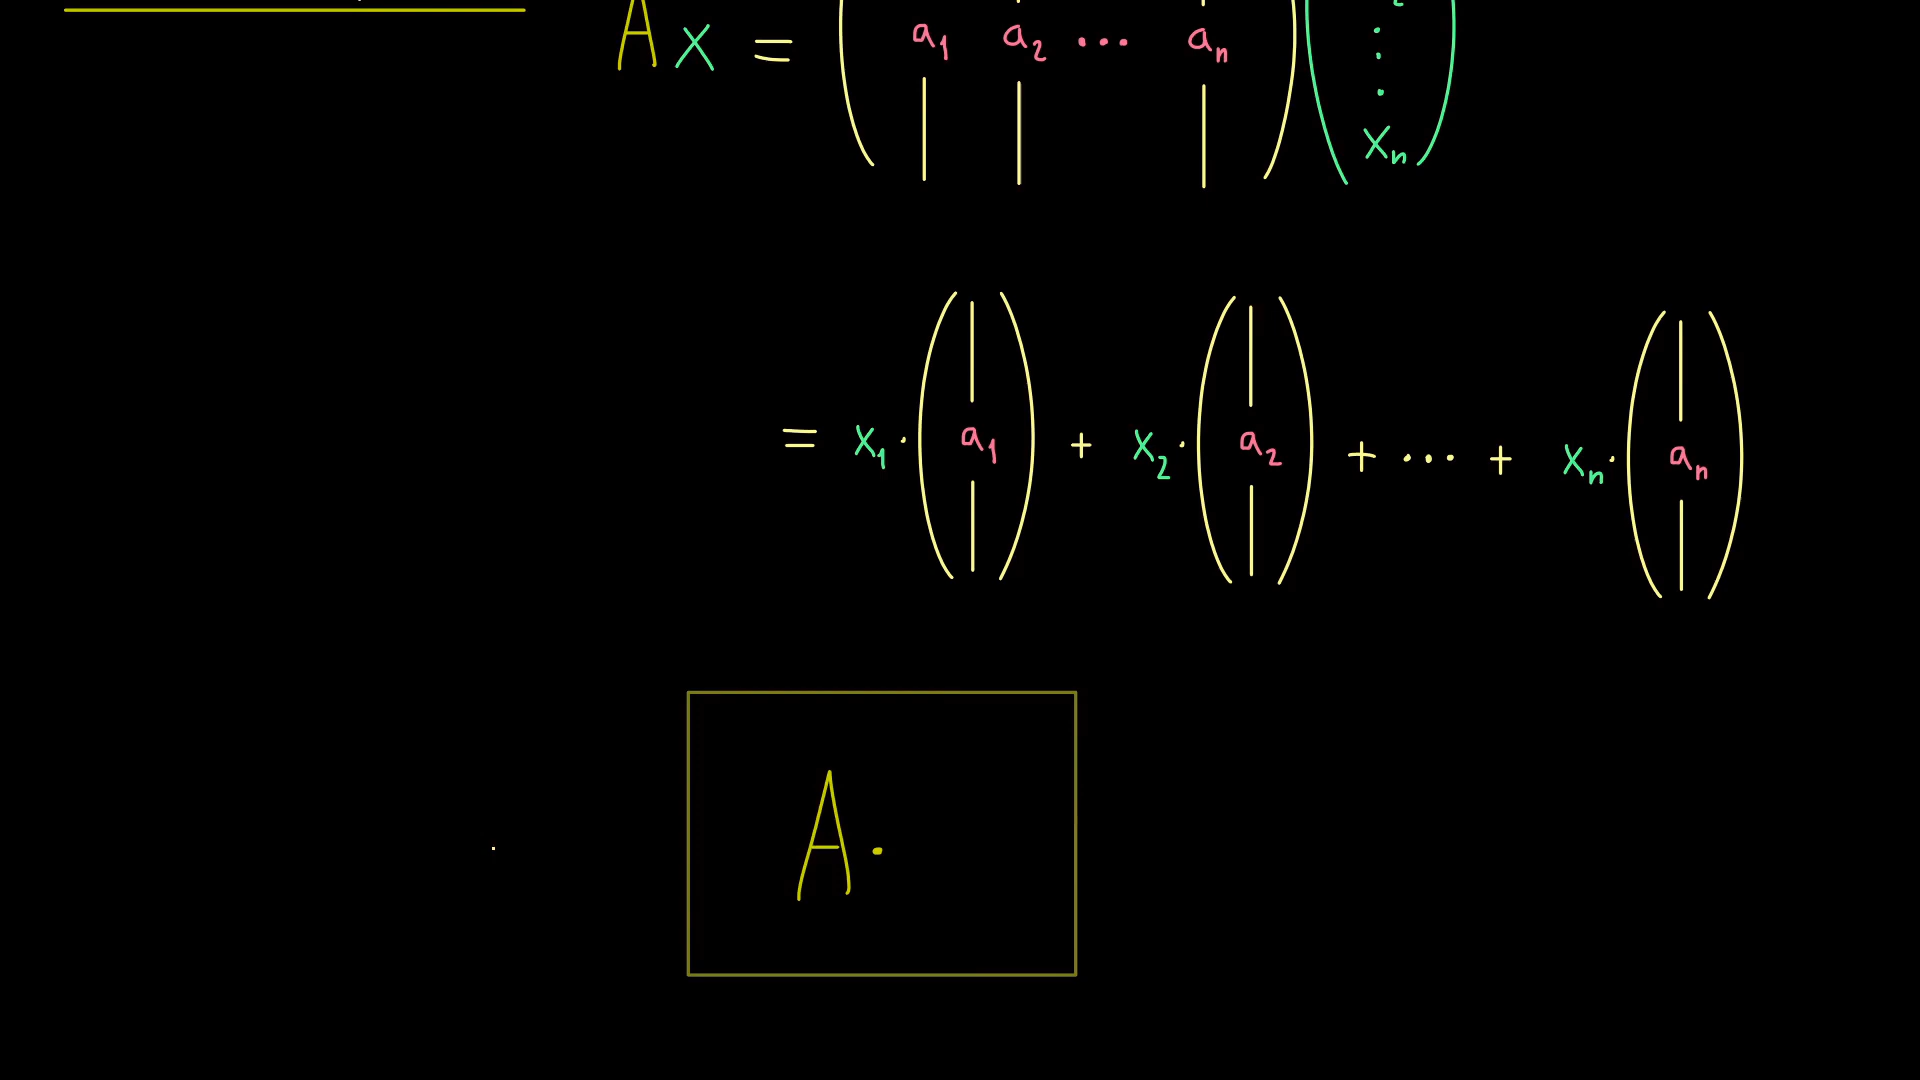 A x = ( a₁ a₂ ... aₙ ) ( ⋮ xₙ )
= x₁ · ( a₁ ) + x₂ · ( a₂ ) + ... + xₙ · ( aₙ )
A ·